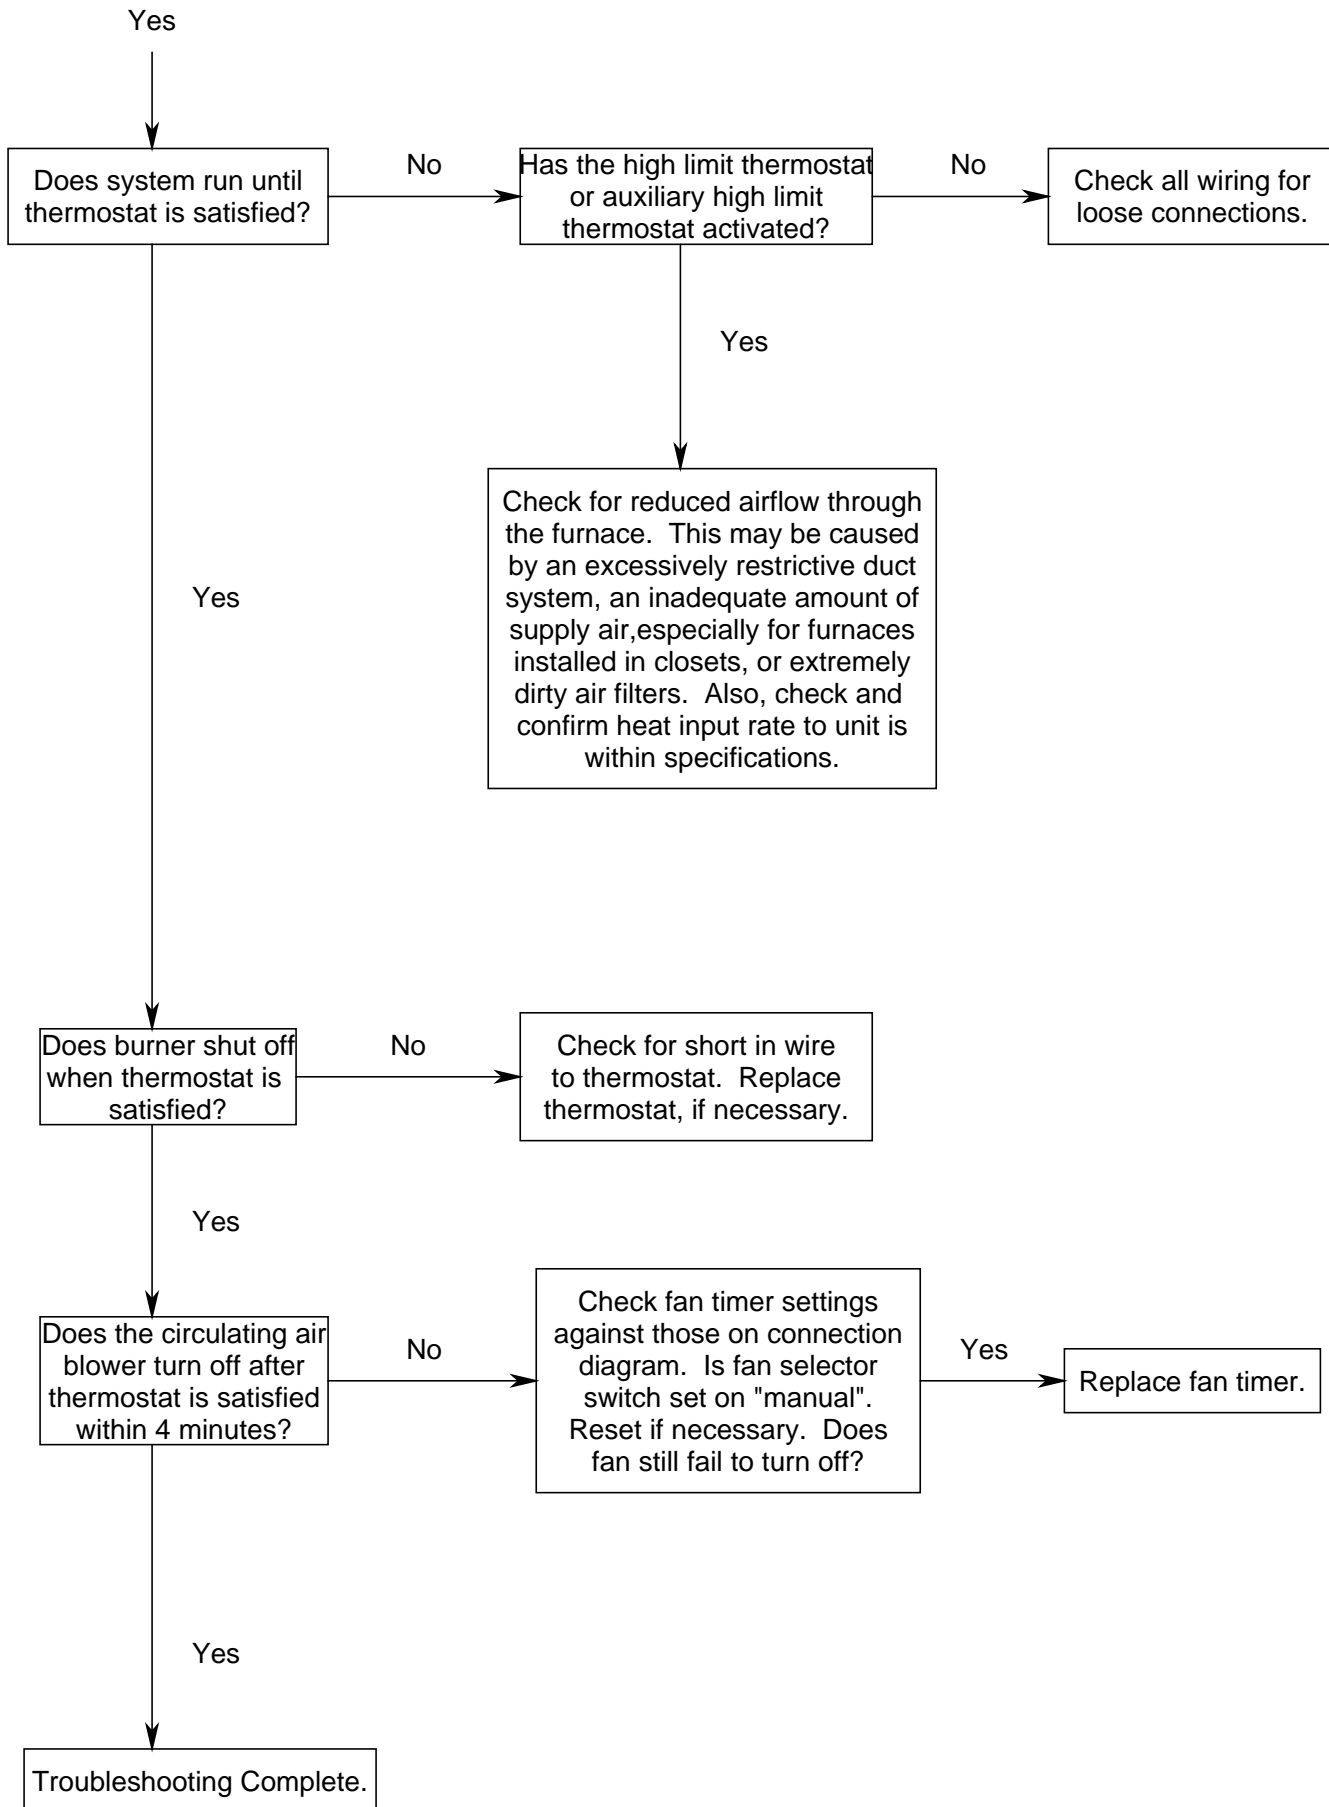 Yes
Does system run until
thermostat is satisfied?
No
Has the high limit thermostat
or auxiliary high limit
thermostat activated?
No
Check all wiring for
loose connections.
Yes
Check for reduced airflow through
the furnace.  This may be caused
by an excessively restrictive duct
system, an inadequate amount of
supply air,especially for furnaces
installed in closets, or extremely
dirty air filters.  Also, check and
confirm heat input rate to unit is
within specifications.
Yes
Does burner shut off
when thermostat is
satisfied?
No
Check for short in wire
to thermostat.  Replace
thermostat, if necessary.
Yes
Does the circulating air
blower turn off after
thermostat is satisfied
within 4 minutes?
No
Check fan timer settings
against those on connection
diagram.  Is fan selector
switch set on "manual".
Reset if necessary.  Does
fan still fail to turn off?
Yes
Replace fan timer.
Yes
Troubleshooting Complete.